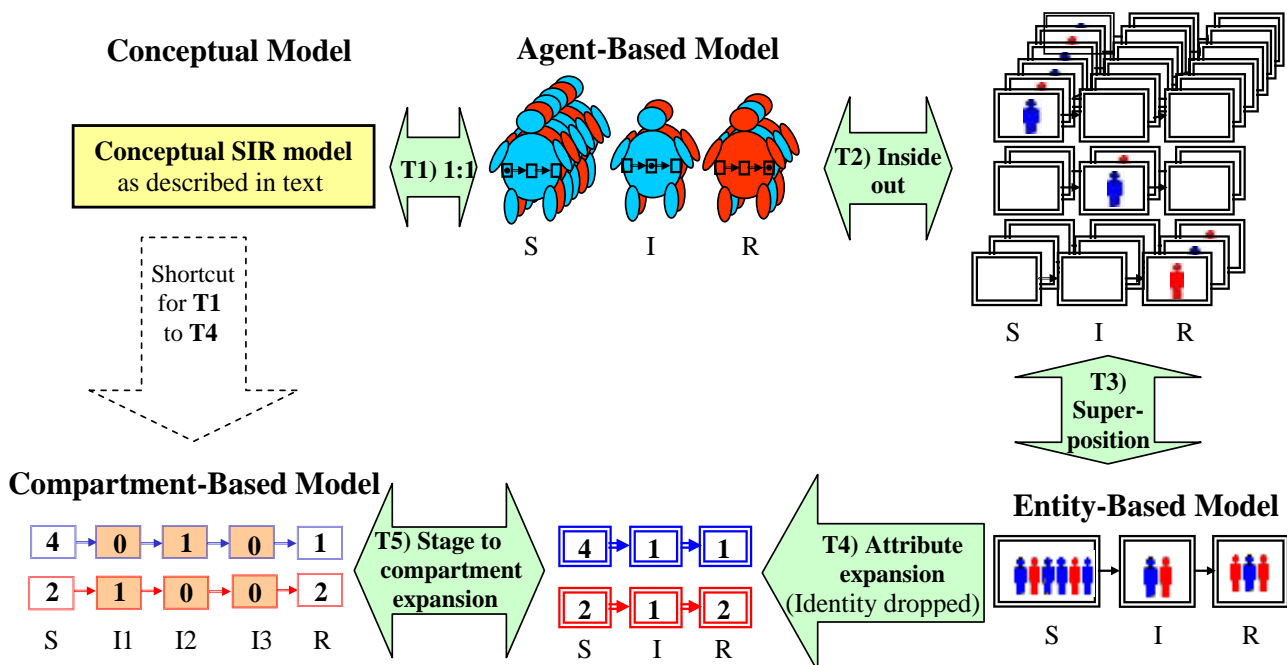 Conceptual Model
Agent-Based Model
Conceptual SIR model
as described in text
T1) 1:1
T2) Inside
out
S I R
S I R
Shortcut
for T1
to T4
T3)
Super-
position
Compartment-Based Model
Entity-Based Model
4 0 1 0 1
2 1 0 0 2
S I1 I2 I3 R
T5) Stage to
compartment
expansion
4 1 1
2 1 2
S I R
T4) Attribute
expansion
(Identity dropped)
S I R